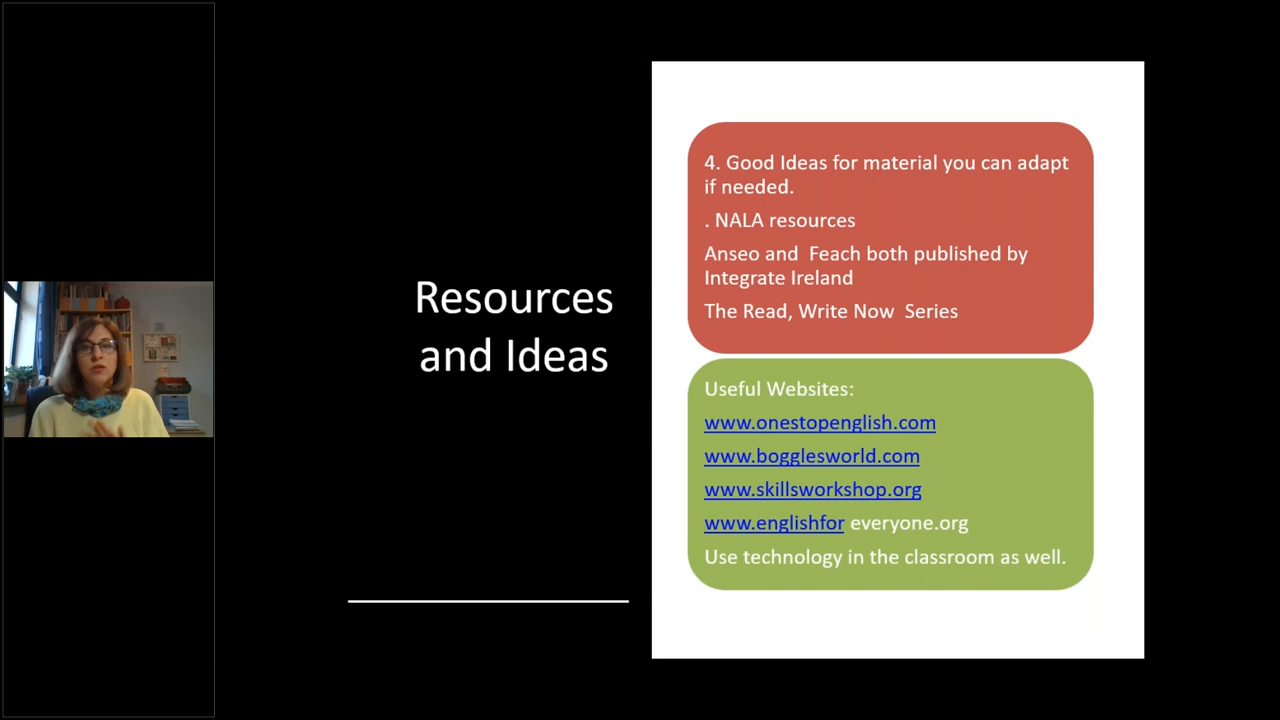 Resources
and Ideas
4. Good Ideas for material you can adapt
if needed.
. NALA resources
Anseo and  Feach both published by
Integrate Ireland
The Read, Write Now  Series
Useful Websites:
www.onestopenglish.com
www.bogglesworld.com
www.skillsworkshop.org
www.englishfor everyone.org
Use technology in the classroom as well.